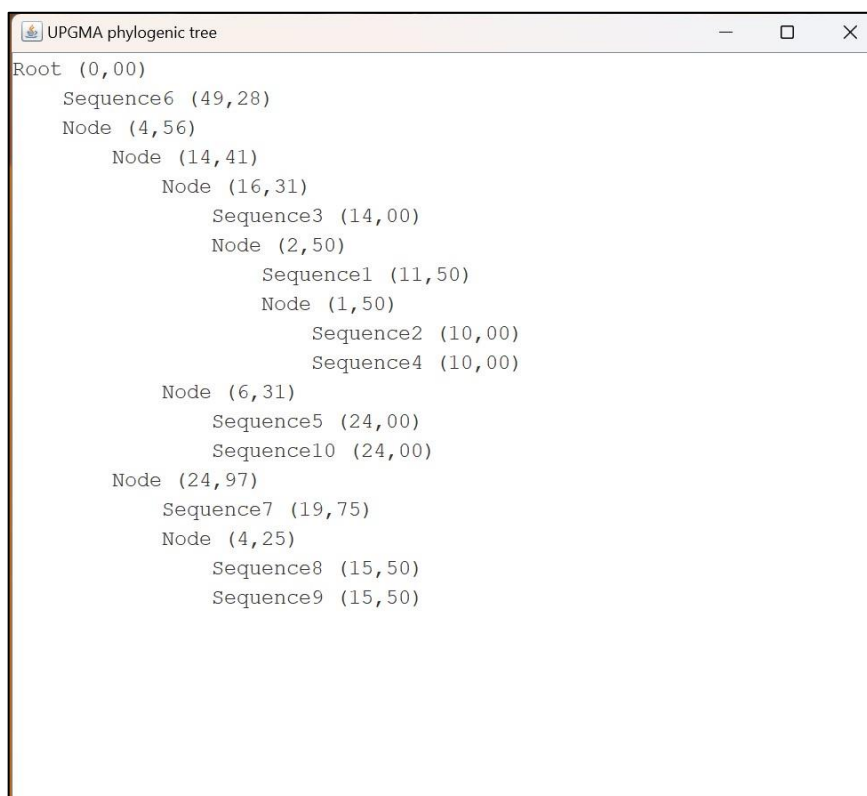 UPGMA phylogenic tree
Root (0,00)
    Sequence6 (49,28)
    Node (4,56)
        Node (14,41)
            Node (16,31)
                Sequence3 (14,00)
                Node (2,50)
                    Sequence1 (11,50)
                    Node (1,50)
                        Sequence2 (10,00)
                        Sequence4 (10,00)
            Node (6,31)
                Sequence5 (24,00)
                Sequence10 (24,00)
        Node (24,97)
            Sequence7 (19,75)
            Node (4,25)
                Sequence8 (15,50)
                Sequence9 (15,50)